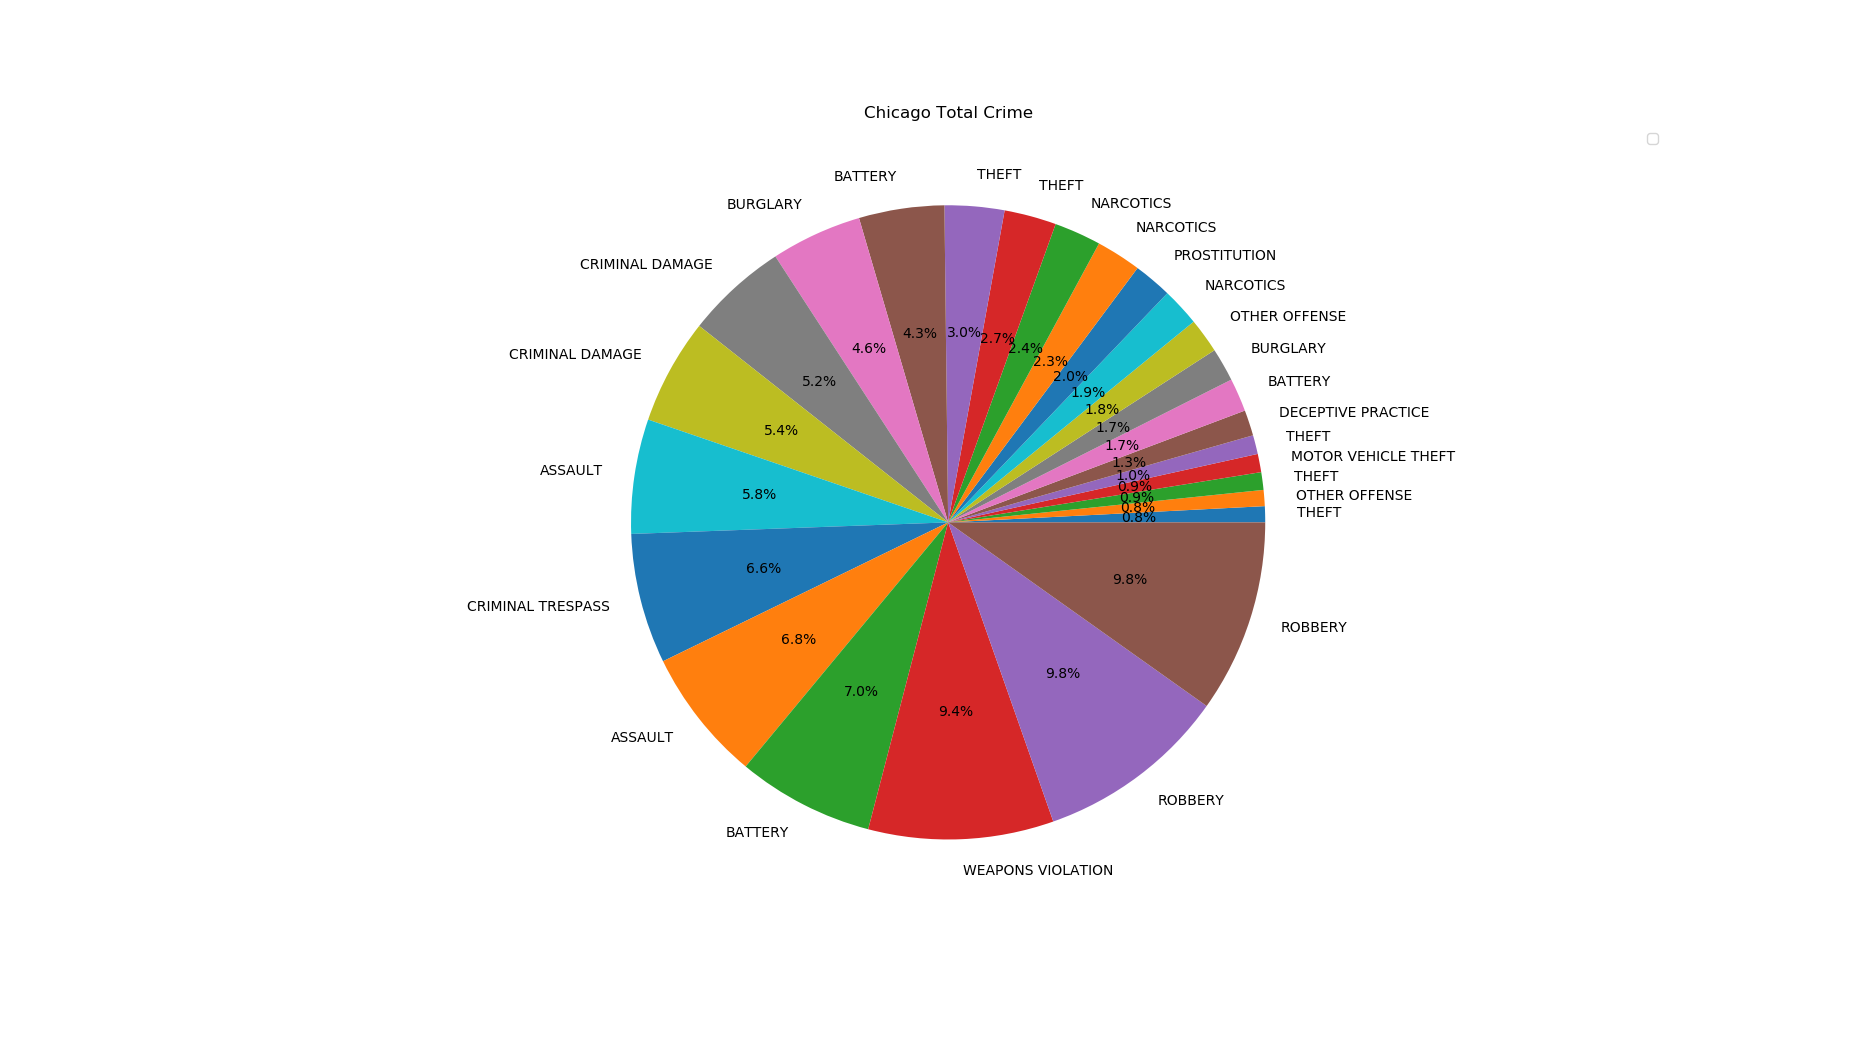 Chicago Total Crime
THEFT
BATTERY
THEFT
BURGLARY
NARCOTICS
NARCOTICS
PROSTITUTION
CRIMINAL DAMAGE
NARCOTICS
OTHER OFFENSE
3.0%
4.3%
2.7%
4.6%
2.4%
BURGLARY
CRIMINAL DAMAGE
2.3%
2.0%
5.2%
BATTERY
1.9%
1.8%
DECEPTIVE PRACTICE
1.7%
5.4%
THEFT
1.7%
MOTOR VEHICLE THEFT
1.3%
ASSAULT
1.0%
THEFT
0.9%
5.8%
OTHER OFFENSE
0.9%
0.8%
THEFT
0.8%
6.6%
9.8%
CRIMINAL TRESPASS
ROBBERY
6.8%
9.8%
7.0%
9.4%
ASSAULT
ROBBERY
BATTERY
WEAPONS VIOLATION